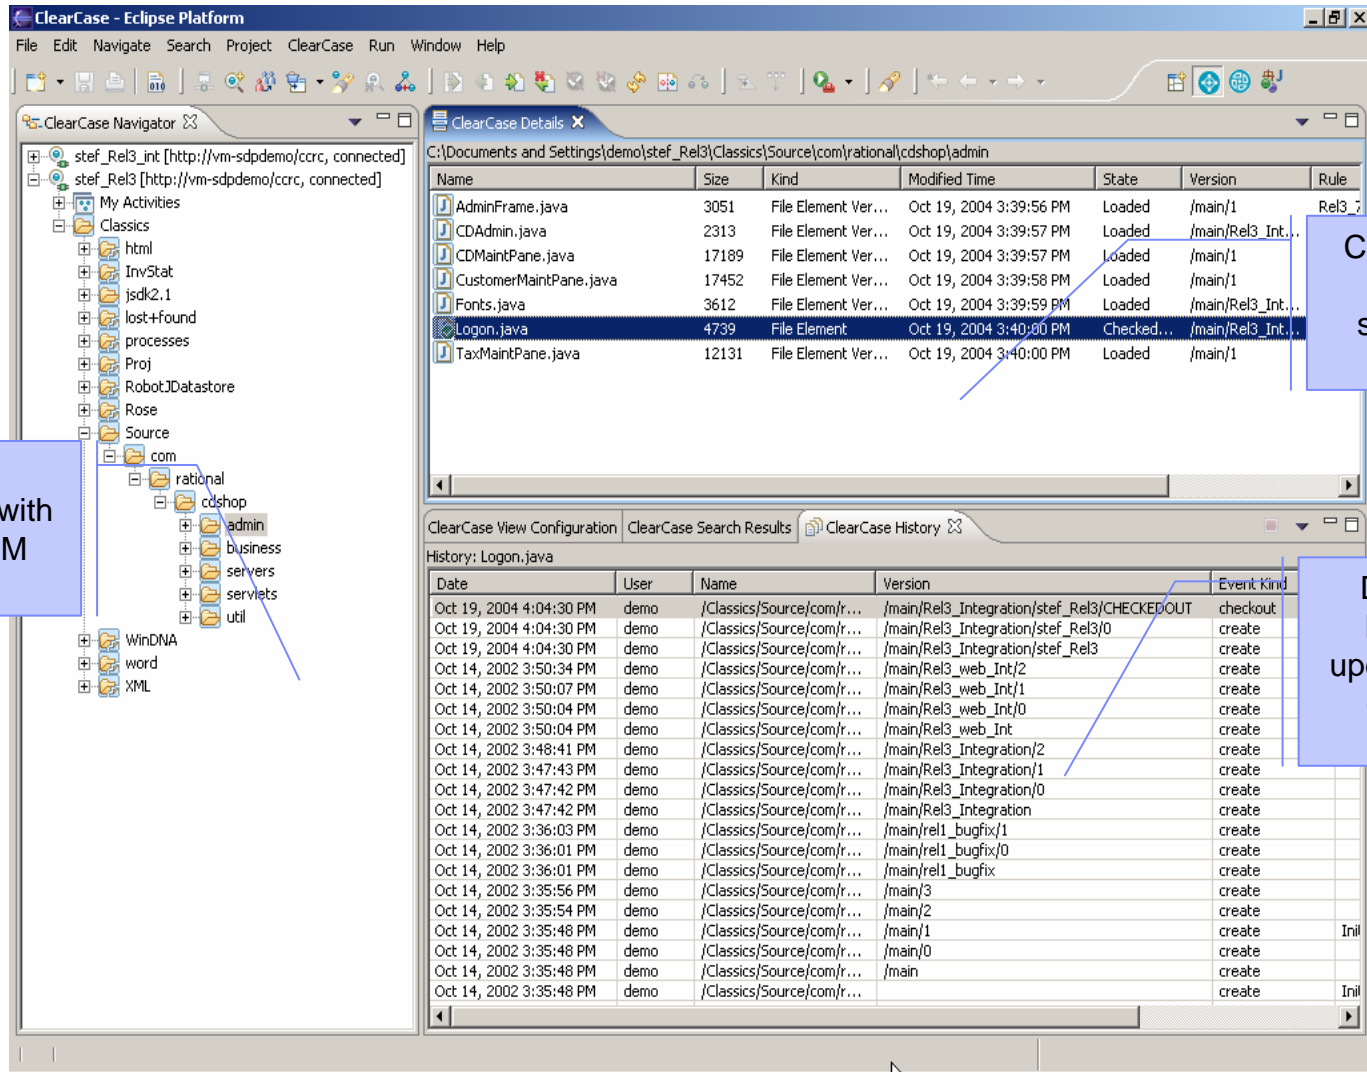 ClearCase - Eclipse Platform
File Edit Navigate Search Project ClearCase Run Window Help
ClearCase Navigator
stef_Rel3_int [http://vm-sdpdemo/ccrc, connected]
stef_Rel3 [http://vm-sdpdemo/ccrc, connected]
My Activities
Classics
html
InvStat
jsdk2.1
lost+found
processes
Proj
RobotJDatastore
Rose
Source
com
rational
cdshop
admin
business
servers
servlets
util
WinDNA
word
XML
with
M
ClearCase Details
C:\Documents and Settings\demo\stef_Rel3\Classics\Source\com\rational\cdshop\admin
Name Size Kind Modified Time State Version Rule
AdminFrame.java 3051 File Element Ver... Oct 19, 2004 3:39:56 PM Loaded /main/1 Rel3_
CDAdmin.java 2313 File Element Ver... Oct 19, 2004 3:39:57 PM Loaded /main/Rel3_Int...
CDMaintPane.java 17189 File Element Ver... Oct 19, 2004 3:39:57 PM Loaded /main/1
CustomerMaintPane.java 17452 File Element Ver... Oct 19, 2004 3:39:58 PM Loaded /main/1
Fonts.java 3612 File Element Ver... Oct 19, 2004 3:39:59 PM Loaded /main/Rel3_Int...
Logon.java 4739 File Element Oct 19, 2004 3:40:00 PM Checked... /main/Rel3_Int...
TaxMaintPane.java 12131 File Element Ver... Oct 19, 2004 3:40:00 PM Loaded /main/1
C
s
ClearCase View Configuration ClearCase Search Results ClearCase History
History: Logon.java
Date User Name Version Event Kind
Oct 19, 2004 4:04:30 PM demo /Classics/Source/com/r... /main/Rel3_Integration/stef_Rel3/CHECKEDOUT checkout
Oct 19, 2004 4:04:30 PM demo /Classics/Source/com/r... /main/Rel3_Integration/stef_Rel3/0 create
Oct 19, 2004 4:04:30 PM demo /Classics/Source/com/r... /main/Rel3_Integration/stef_Rel3 create
Oct 14, 2002 3:50:34 PM demo /Classics/Source/com/r... /main/Rel3_web_Int/2 create
Oct 14, 2002 3:50:07 PM demo /Classics/Source/com/r... /main/Rel3_web_Int/1 create
Oct 14, 2002 3:50:04 PM demo /Classics/Source/com/r... /main/Rel3_web_Int/0 create
Oct 14, 2002 3:50:04 PM demo /Classics/Source/com/r... /main/Rel3_web_Int create
Oct 14, 2002 3:48:41 PM demo /Classics/Source/com/r... /main/Rel3_Integration/2 create
Oct 14, 2002 3:47:43 PM demo /Classics/Source/com/r... /main/Rel3_Integration/1 create
Oct 14, 2002 3:47:42 PM demo /Classics/Source/com/r... /main/Rel3_Integration/0 create
Oct 14, 2002 3:47:42 PM demo /Classics/Source/com/r... /main/Rel3_Integration create
Oct 14, 2002 3:36:03 PM demo /Classics/Source/com/r... /main/rel1_bugfix/1 create
Oct 14, 2002 3:36:01 PM demo /Classics/Source/com/r... /main/rel1_bugfix/0 create
Oct 14, 2002 3:36:01 PM demo /Classics/Source/com/r... /main/rel1_bugfix create
Oct 14, 2002 3:35:56 PM demo /Classics/Source/com/r... /main/3 create
Oct 14, 2002 3:35:54 PM demo /Classics/Source/com/r... /main/2 create
Oct 14, 2002 3:35:48 PM demo /Classics/Source/com/r... /main/1 create Ini
Oct 14, 2002 3:35:48 PM demo /Classics/Source/com/r... /main/0 create
Oct 14, 2002 3:35:48 PM demo /Classics/Source/com/r... /main create
Oct 14, 2002 3:35:48 PM demo /Classics/Source/com/r... create Ini
D
up